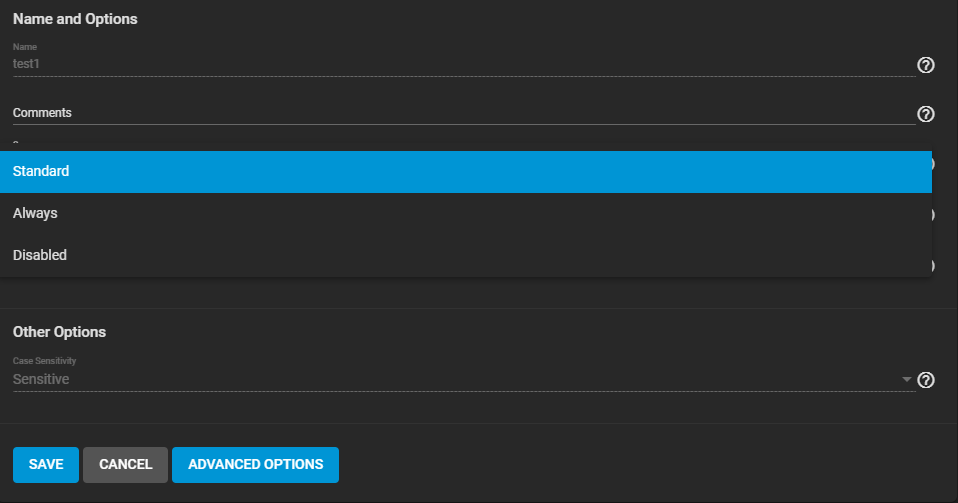 Name and Options
Name
test1
Comments
Standard
Always
Disabled
Other Options
Case Sensitivity
Sensitive
SAVE CANCEL ADVANCED OPTIONS